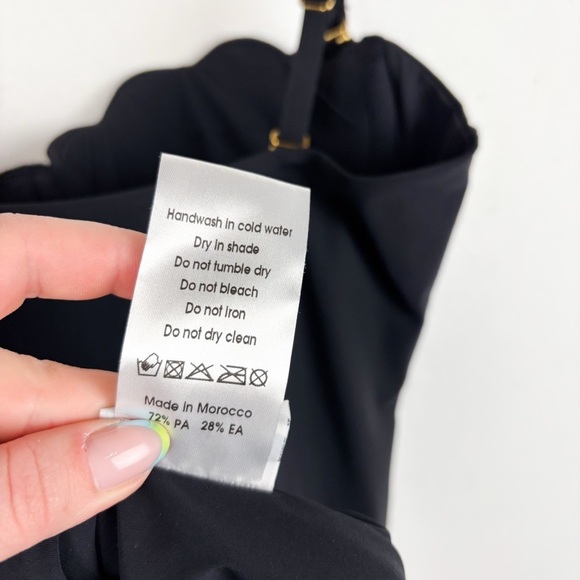 Handwash in cold water
Dry in shade
Do not tumble dry
Do not bleach
Do not iron
Do not dry clean
Made in Morocco
72% PA 28% EA